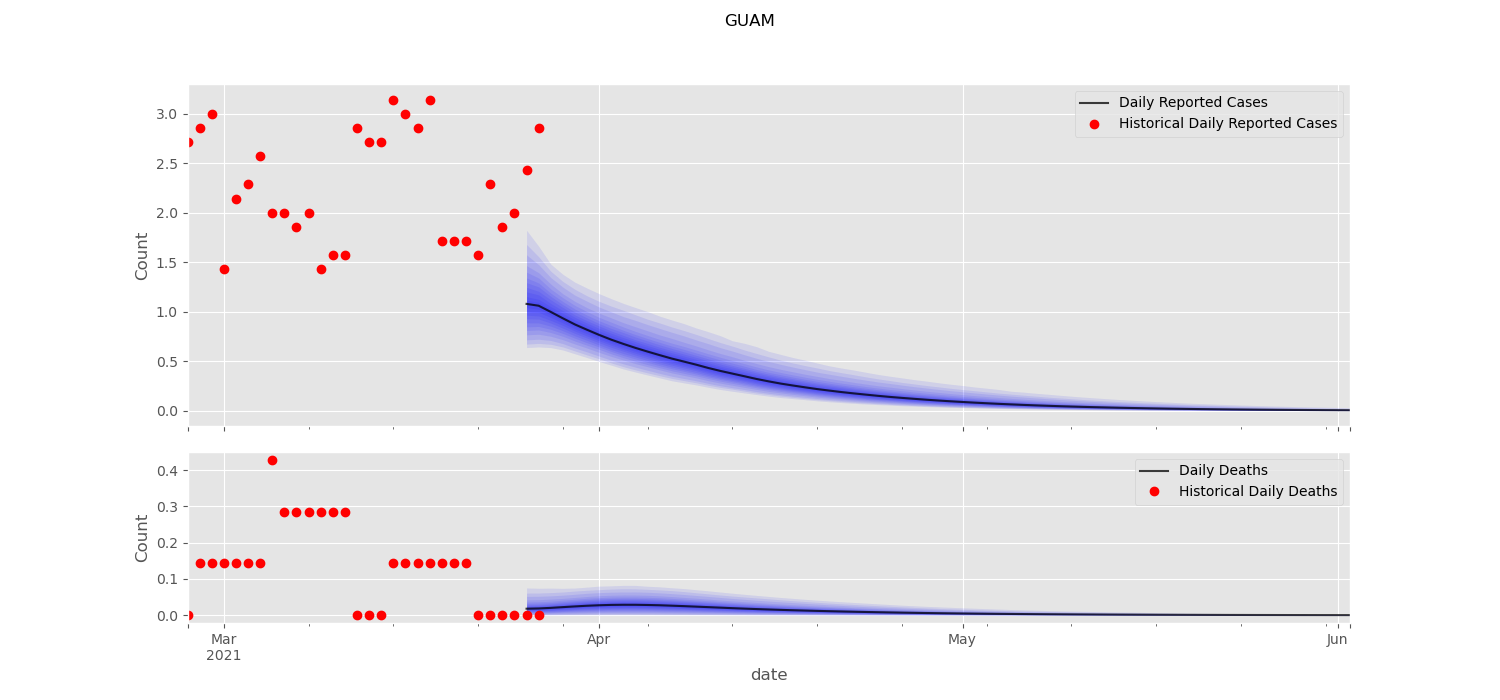 GUAM
3.0
2.5
2.0
1.5
1.0
0.5
0.0
Count
Daily Reported Cases
Historical Daily Reported Cases
0.4
0.3
0.2
0.1
0.0
Count
Daily Deaths
Historical Daily Deaths
Mar
2021
Apr
May
Jun
date